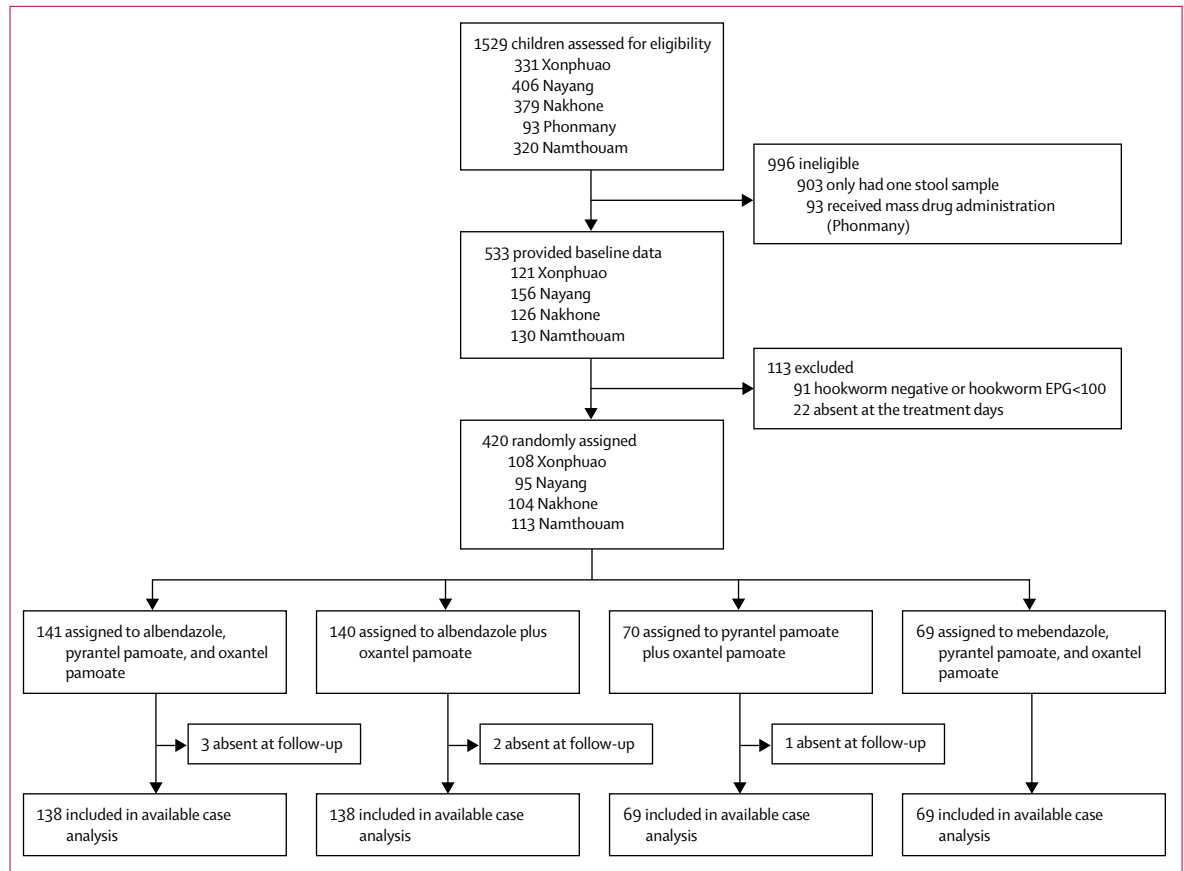 1529 children assessed for eligibility
331 Xonphuao
406 Nayang
379 Nakhone
93 Phonmany
320 Namthouam
996 ineligible
903 only had one stool sample
93 received mass drug administration
(Phonmany)
533 provided baseline data
121 Xonphuao
156 Nayang
126 Nakhone
130 Namthouam
113 excluded
91 hookworm negative or hookworm EPG<100
22 absent at the treatment days
420 randomly assigned
108 Xonphuao
95 Nayang
104 Nakhone
113 Namthouam
141 assigned to albendazole,
pyrantel pamoate, and oxantel
pamoate
140 assigned to albendazole plus
oxantel pamoate
70 assigned to pyrantel pamoate
plus oxantel pamoate
69 assigned to mebendazole,
pyrantel pamoate, and oxantel
pamoate
3 absent at follow-up
2 absent at follow-up
1 absent at follow-up
138 included in available case
analysis
138 included in available case
analysis
69 included in available case
analysis
69 included in available case
analysis